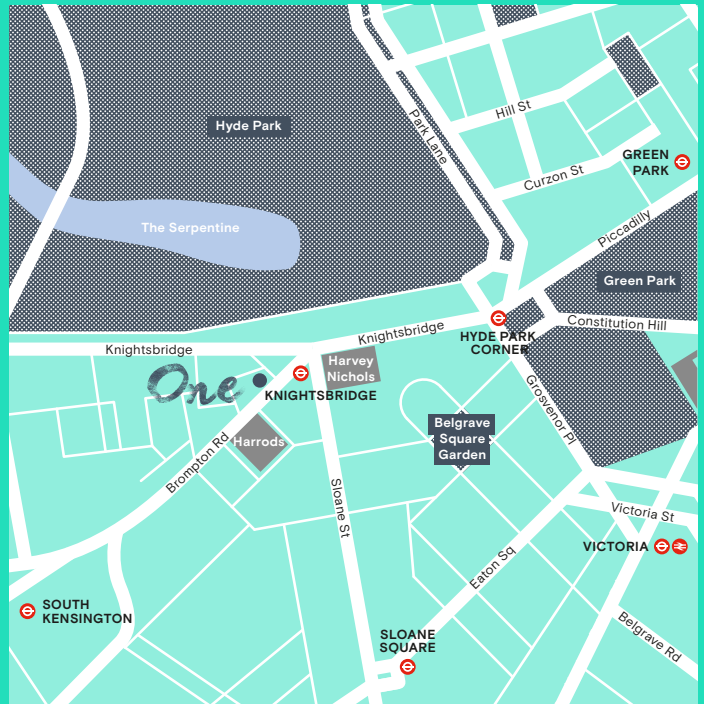 Hyde Park
Park Lane
Hill St
Curzon St
GREEN
PARK
The Serpentine
Piccadilly
Green Park
Constitution Hill
Knightsbridge
HYDE PARK
CORNER
Knightsbridge
Harvey
Nichols
One
KNIGHTSBRIDGE
Grosvenor Pl
Belgrave
Square
Garden
Harrods
Brompton Rd
Sloane St
Victoria St
VICTORIA
Eaton Sq
SOUTH
KENSINGTON
SLOANE
SQUARE
Belgrave Rd